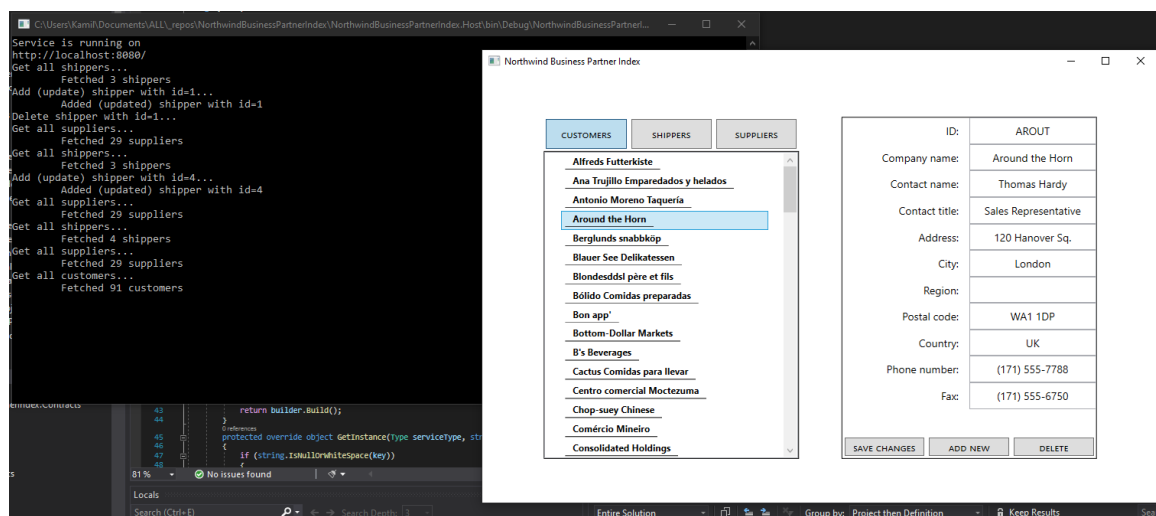 C:\Users\Kamil\Documents\ALL\_repos\NorthwindBusinessPartnerIndex\NorthwindBusinessPartnerIndex.Host\bin\Debug\NorthwindBusinessPartnerI...
Service is running on
http://localhost:8080/
Get all shippers...
Fetched 3 shippers
Add (update) shipper with id=1...
Added (updated) shipper with id=1
Delete shipper with id=1...
Get all suppliers...
Fetched 29 suppliers
Get all shippers...
Fetched 3 shippers
Add (update) shipper with id=4...
Added (updated) shipper with id=4
Get all suppliers...
Fetched 29 suppliers
Get all shippers...
Fetched 4 shippers
Get all suppliers...
Fetched 29 suppliers
Get all customers...
Fetched 91 customers
Northwind Business Partner Index
CUSTOMERS SHIPPERS SUPPLIERS
Alfreds Futterkiste
Ana Trujillo Emparedados y helados
Antonio Moreno Taquería
Around the Horn
Berglunds snabbköp
Blauer See Delikatessen
Blondesddsl père et fils
Bólido Comidas preparadas
Bon app'
Bottom-Dollar Markets
B's Beverages
Cactus Comidas para llevar
Centro comercial Moctezuma
Chop-suey Chinese
Comércio Mineiro
Consolidated Holdings
ID: AROUT
Company name: Around the Horn
Contact name: Thomas Hardy
Contact title: Sales Representative
Address: 120 Hanover Sq.
City: London
Region:
Postal code: WA1 1DP
Country: UK
Phone number: (171) 555-7788
Fax: (171) 555-6750
SAVE CHANGES ADD NEW DELETE
43 return builder.Build();
44 }
0 references
45 protected override object GetInstance(Type serviceType, str
46 {
47 if (string.IsNullOrWhiteSpace(key))
48 {
81 % No issues found
Locals
Search (Ctrl+E) Search Depth: 3
Entire Solution Group by: Project then Definition Keep Results